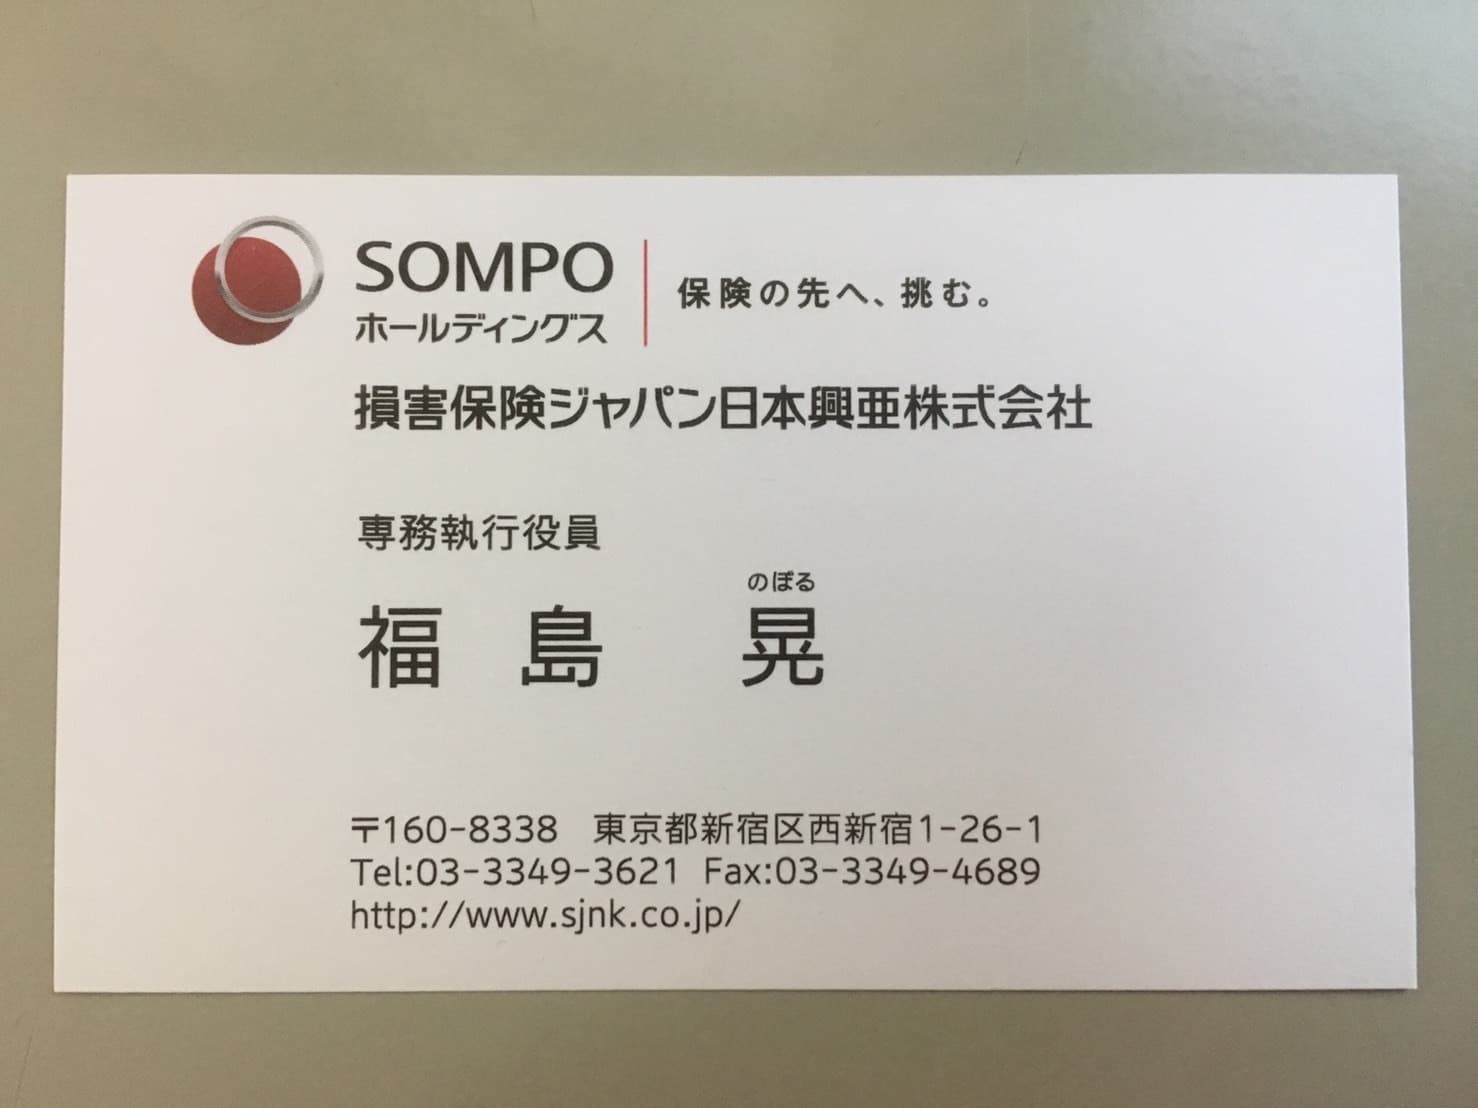 SOMPO
ホールディングス
保険の先へ、挑む。
損害保険ジャパン日本興亜株式会社
専務執行役員
のぼる
福島 晃
〒160-8338 東京都新宿区西新宿1-26-1
Tel:03-3349-3621 Fax:03-3349-4689
http://www.sjnk.co.jp/